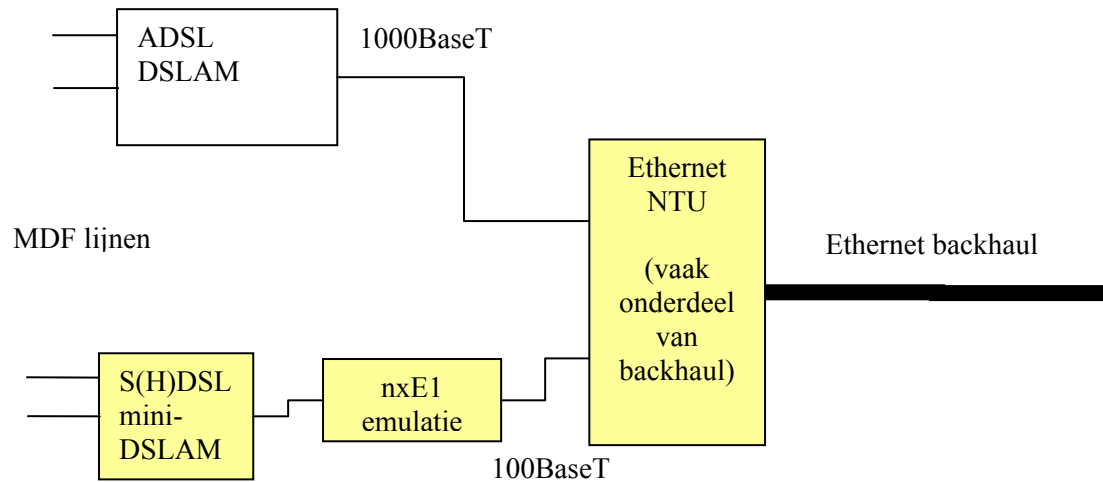 ADSL
DSLAM
1000BaseT
Ethernet
NTU
(vaak
onderdeel
van
backhaul)
MDF lijnen
Ethernet backhaul
S(H)DSL
mini-
DSLAM
nxE1
emulatie
100BaseT